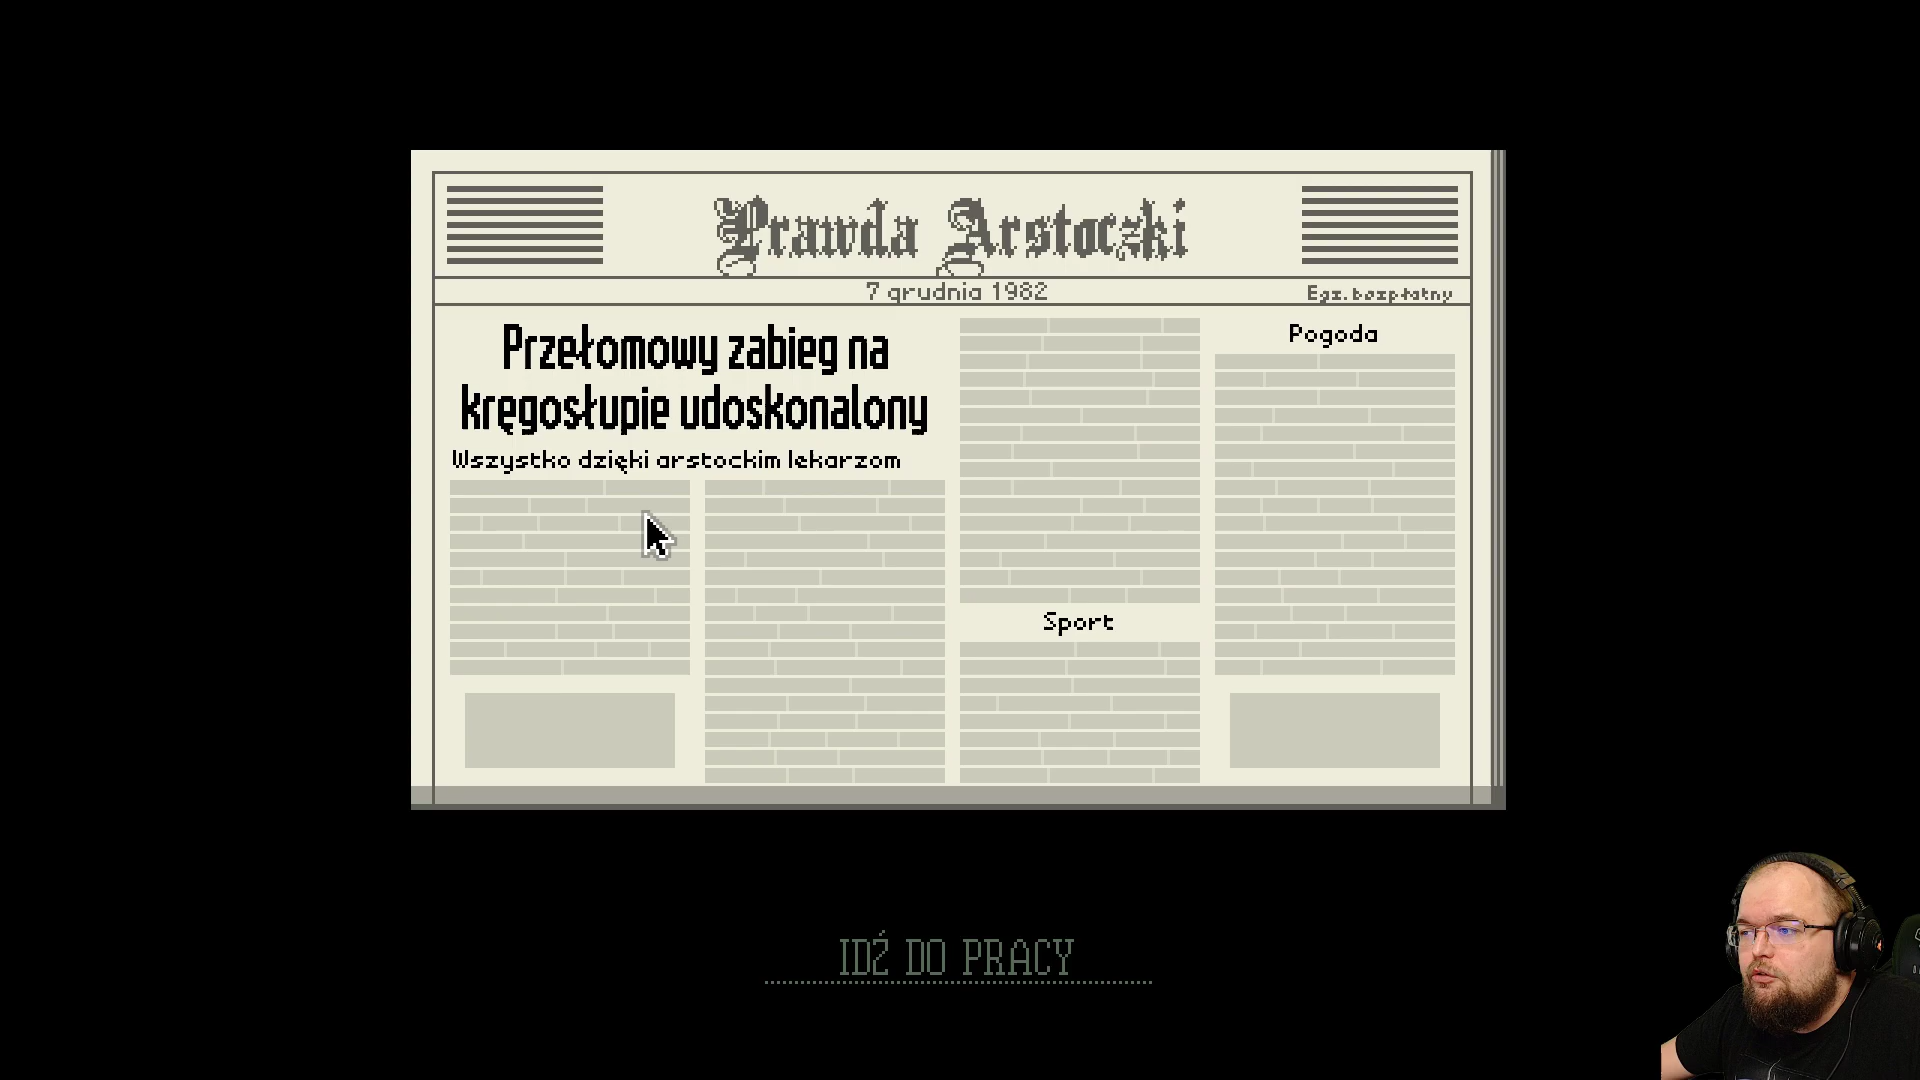 Prawda Arstoczki
7 grudnia 1982
Egz. bezpłatny
Przełomowy zabieg na
kręgosłupie udoskonalony
Wszystko dzięki arstockim lekarzom
Sport
Pogoda
IDŹ DO PRACY